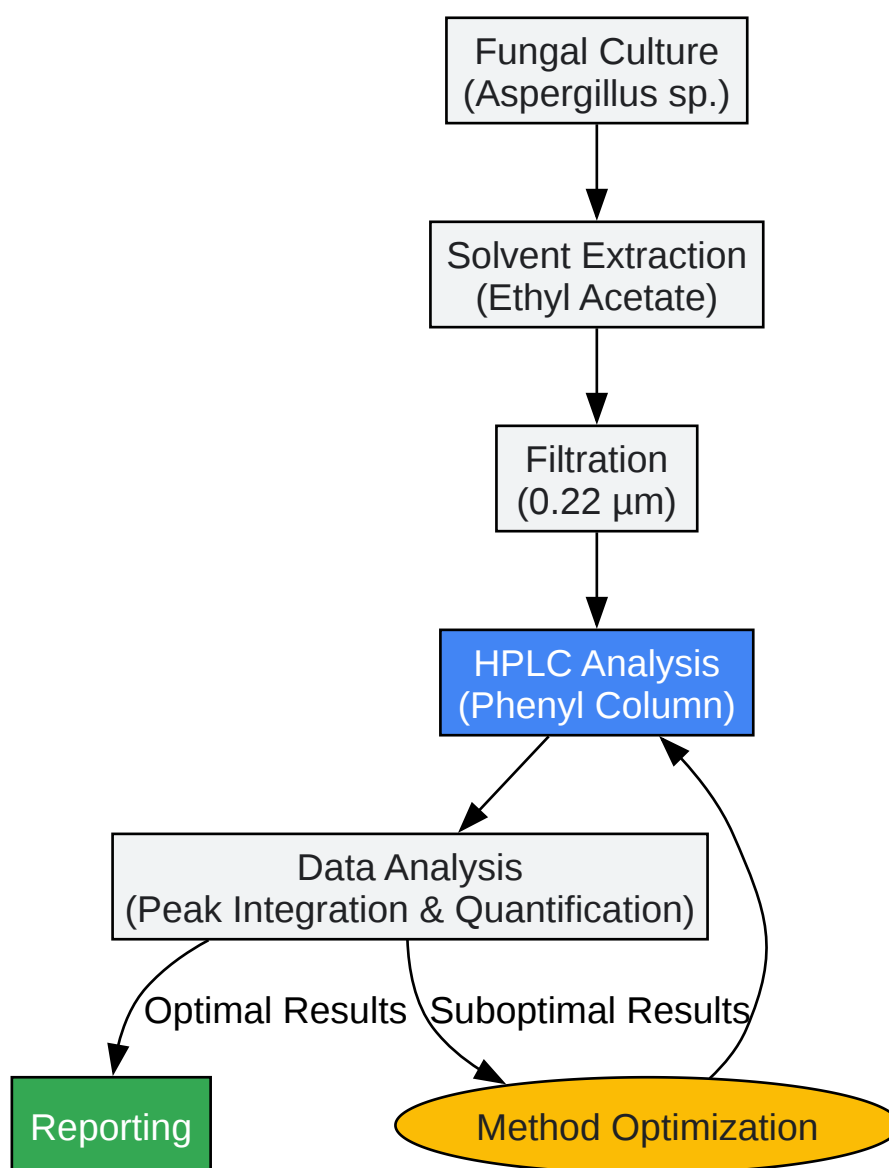 Fungal Culture
(Aspergillus sp.)
Solvent Extraction
(Ethyl Acetate)
Filtration
(0.22 µm)
HPLC Analysis
(Phenyl Column)
Data Analysis
(Peak Integration & Quantification)
Optimal Results
Suboptimal Results
Reporting
Method Optimization